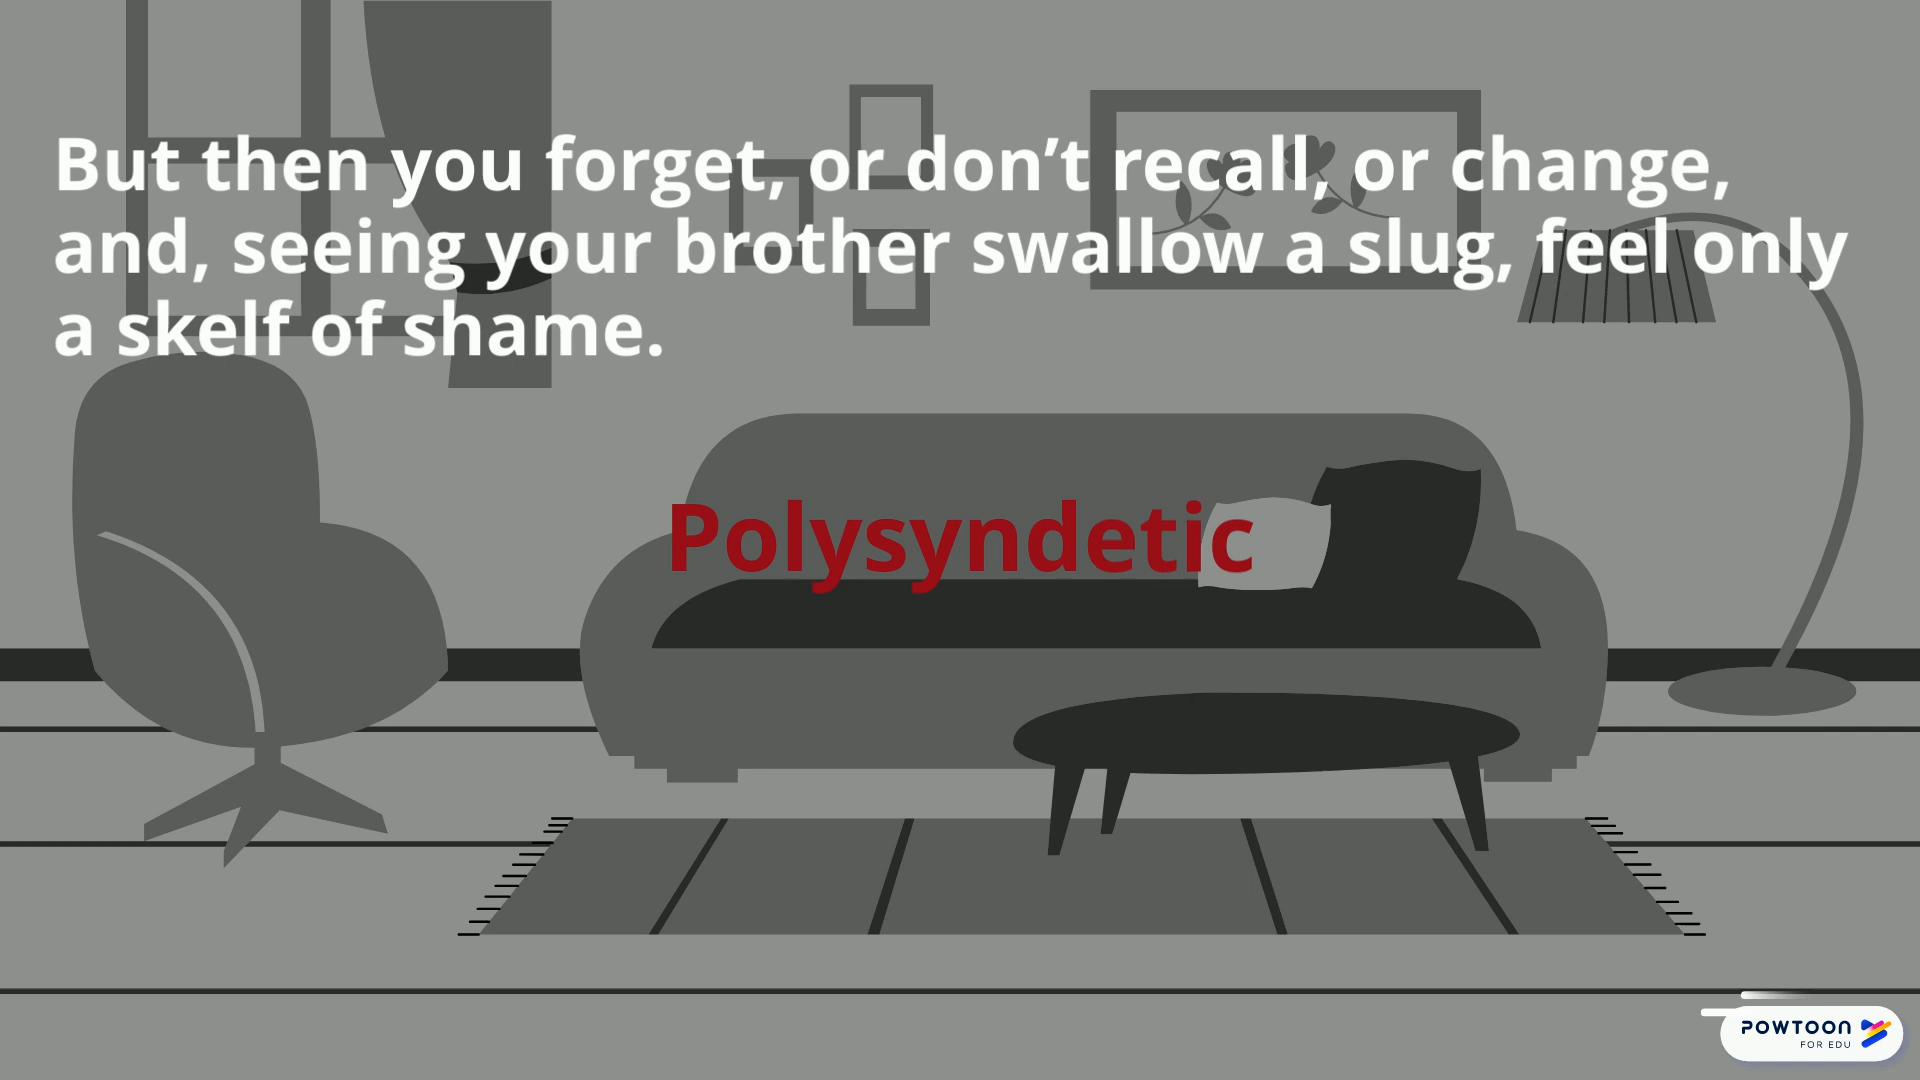 But then you forget, or don’t recall, or change,
and, seeing your brother swallow a slug, feel only
a skelf of shame.
Polysyndetic
POWTOON
FOR EDU